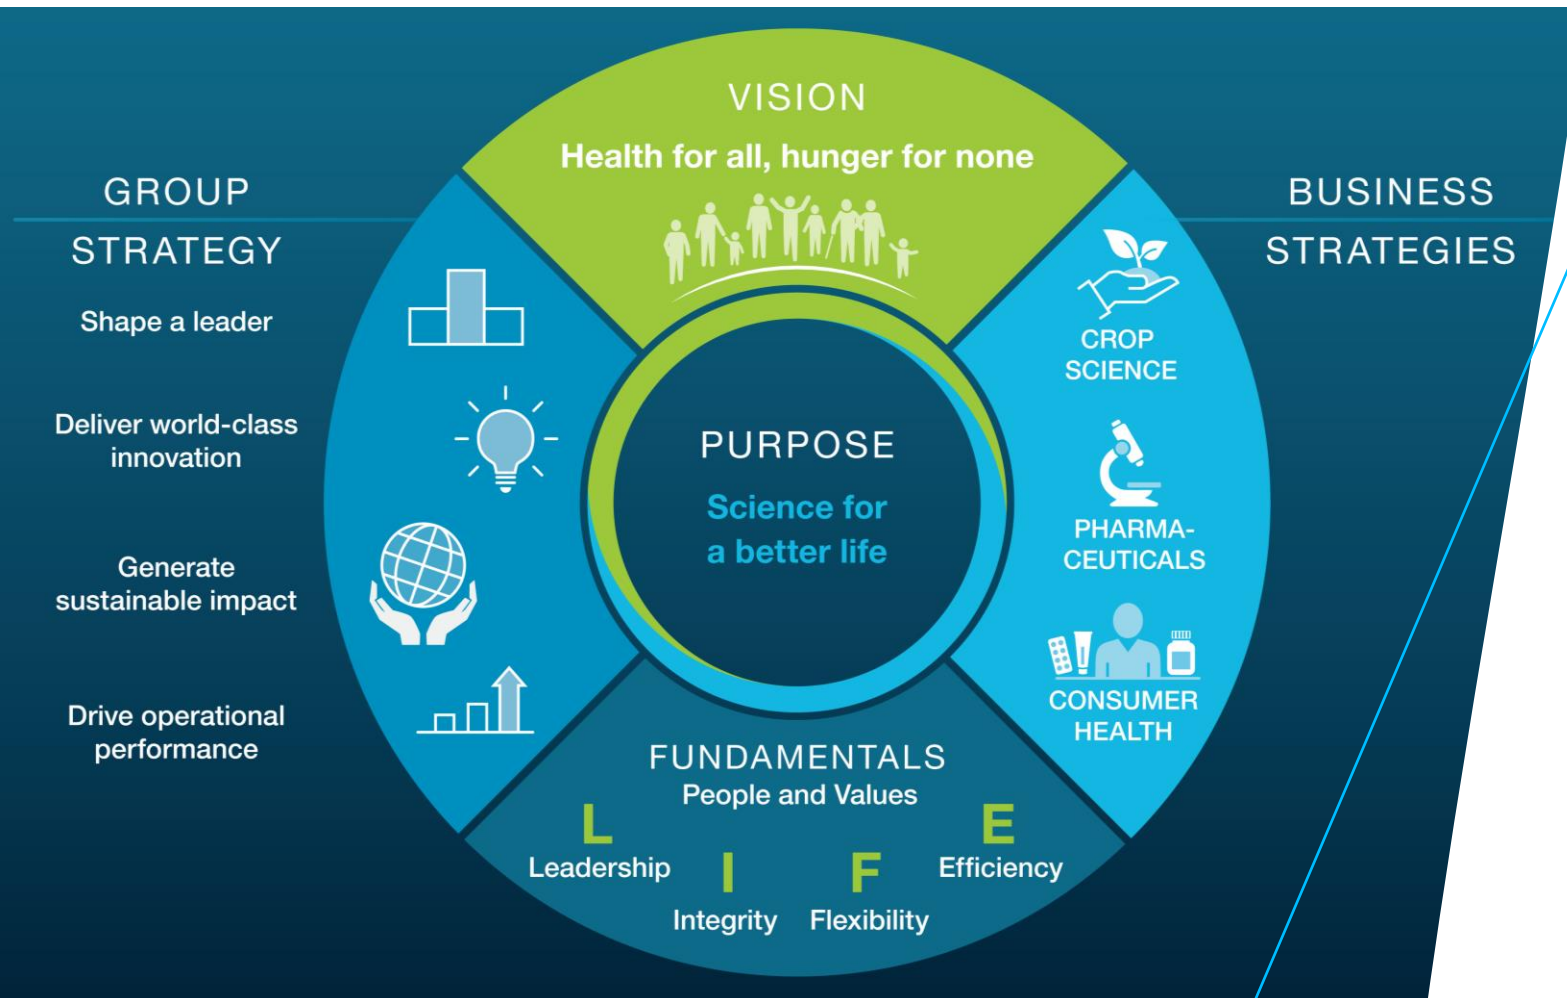 VISION
Health for all, hunger for none
GROUP
STRATEGY
Shape a leader
Deliver world-class
innovation
Generate
sustainable impact
Drive operational
performance
PURPOSE
Science for
a better life
BUSINESS
STRATEGIES
CROP
SCIENCE
PHARMA-
CEUTICALS
CONSUMER
HEALTH
FUNDAMENTALS
People and Values
L
Leadership
I
Integrity
F
Flexibility
E
Efficiency